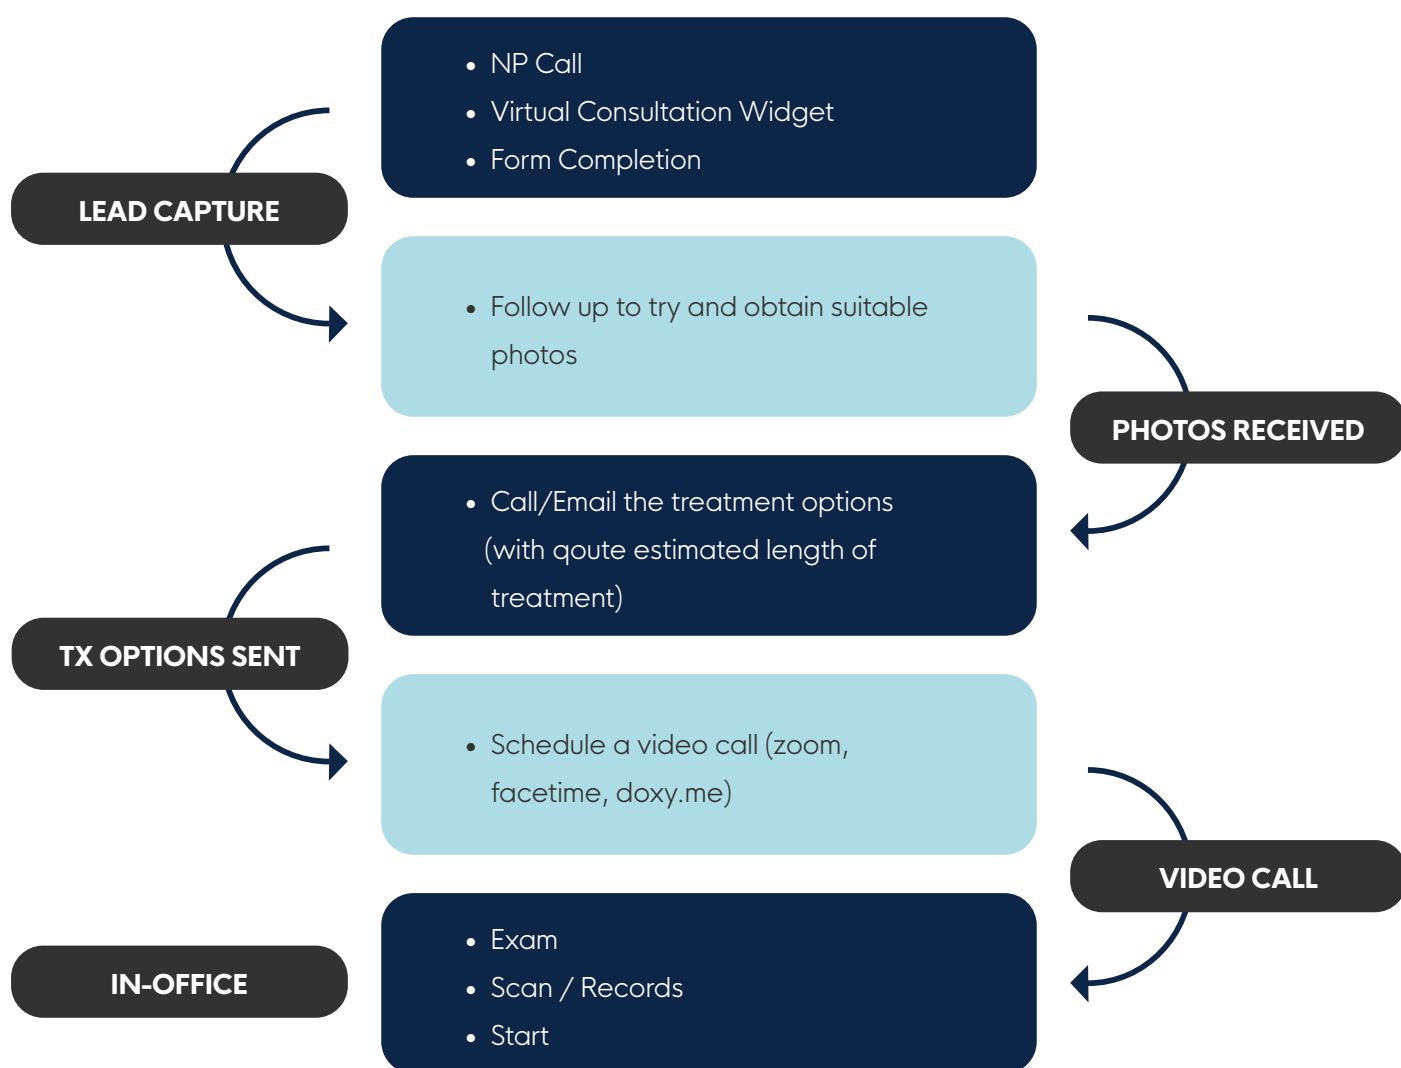 • NP Call
• Virtual Consultation Widget
• Form Completion
LEAD CAPTURE
• Follow up to try and obtain suitable
photos
PHOTOS RECEIVED
• Call/Email the treatment options
(with qoute estimated length of
treatment)
TX OPTIONS SENT
• Schedule a video call (zoom,
facetime, doxy.me)
VIDEO CALL
IN-OFFICE
• Exam
• Scan / Records
• Start